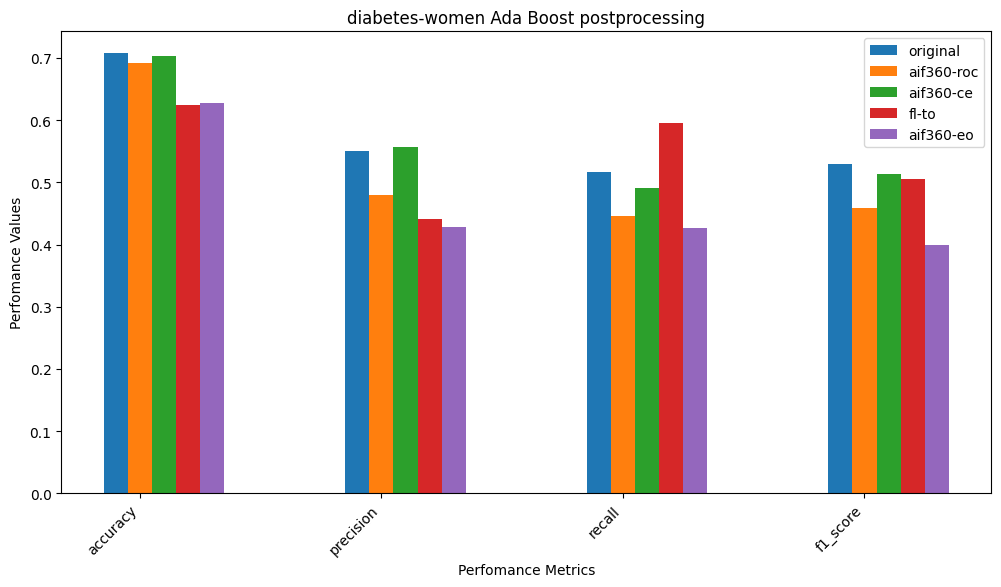 diabetes-women Ada Boost postprocessing
original
aif360-roc
aif360-ce
fl-to
aif360-eo
Perfomance Values
0.7
0.6
0.5
0.4
0.3
0.2
0.1
0.0
accuracy
precision
recall
f1_score
Perfomance Metrics